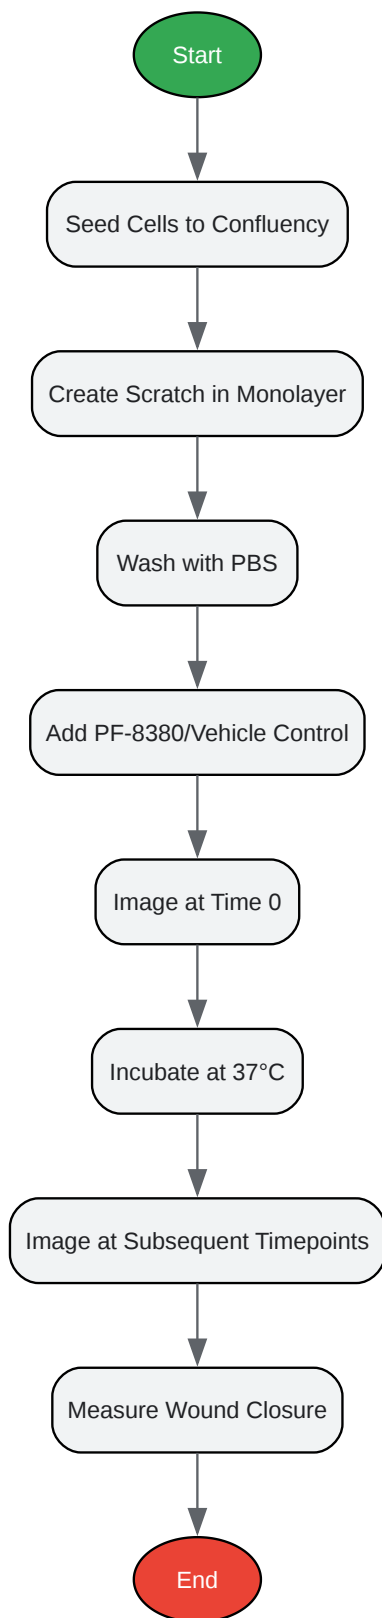 Start
Seed Cells to Confluency
Create Scratch in Monolayer
Wash with PBS
Add PF-8380/Vehicle Control
Image at Time 0
Incubate at 37°C
Image at Subsequent Timepoints
Measure Wound Closure
End